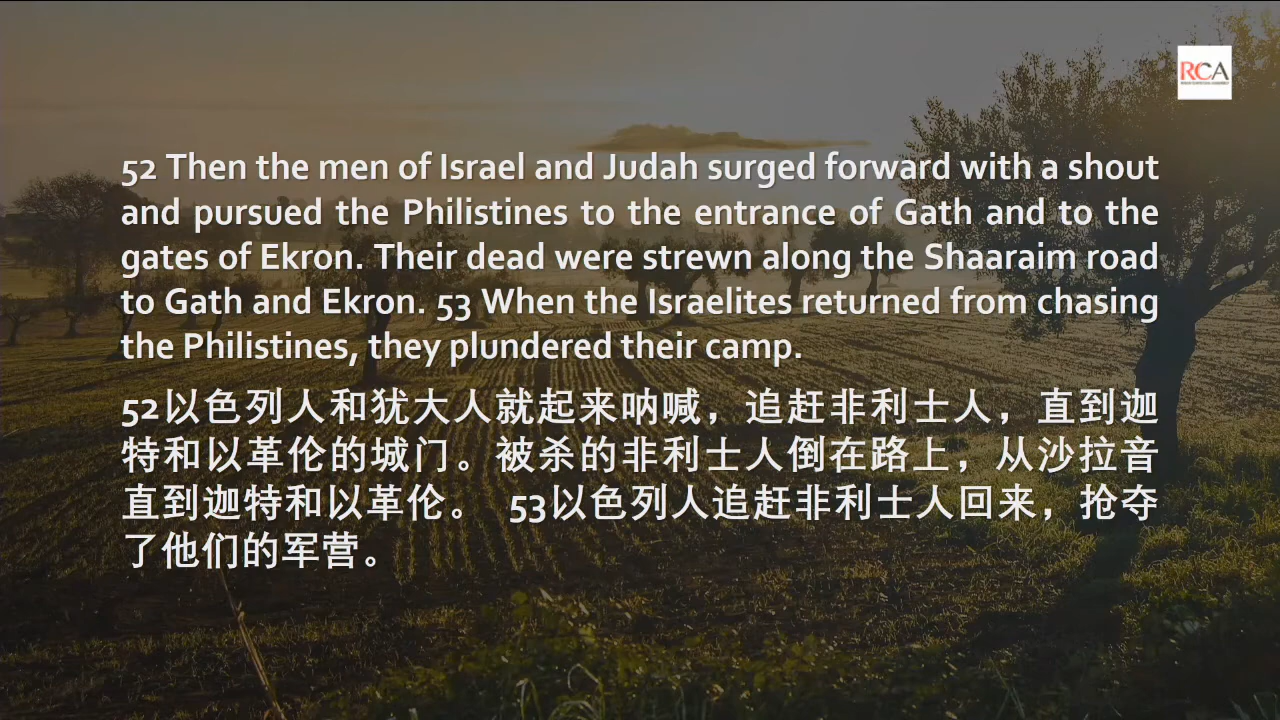 RCA
52 Then the men of Israel and Judah surged forward with a shout
and pursued the Philistines to the entrance of Gath and to the
gates of Ekron. Their dead were strewn along the Shaaraim road
to Gath and Ekron. 53 When the Israelites returned from chasing
the Philistines, they plundered their camp.
52以色列人和犹大人就起来呐喊，追赶非利士人，直到迦
特和以革伦的城门。被杀的非利士人倒在路上，从沙拉音
直到迦特和以革伦。 53以色列人追赶非利士人回来，抢夺
了他们的军营。